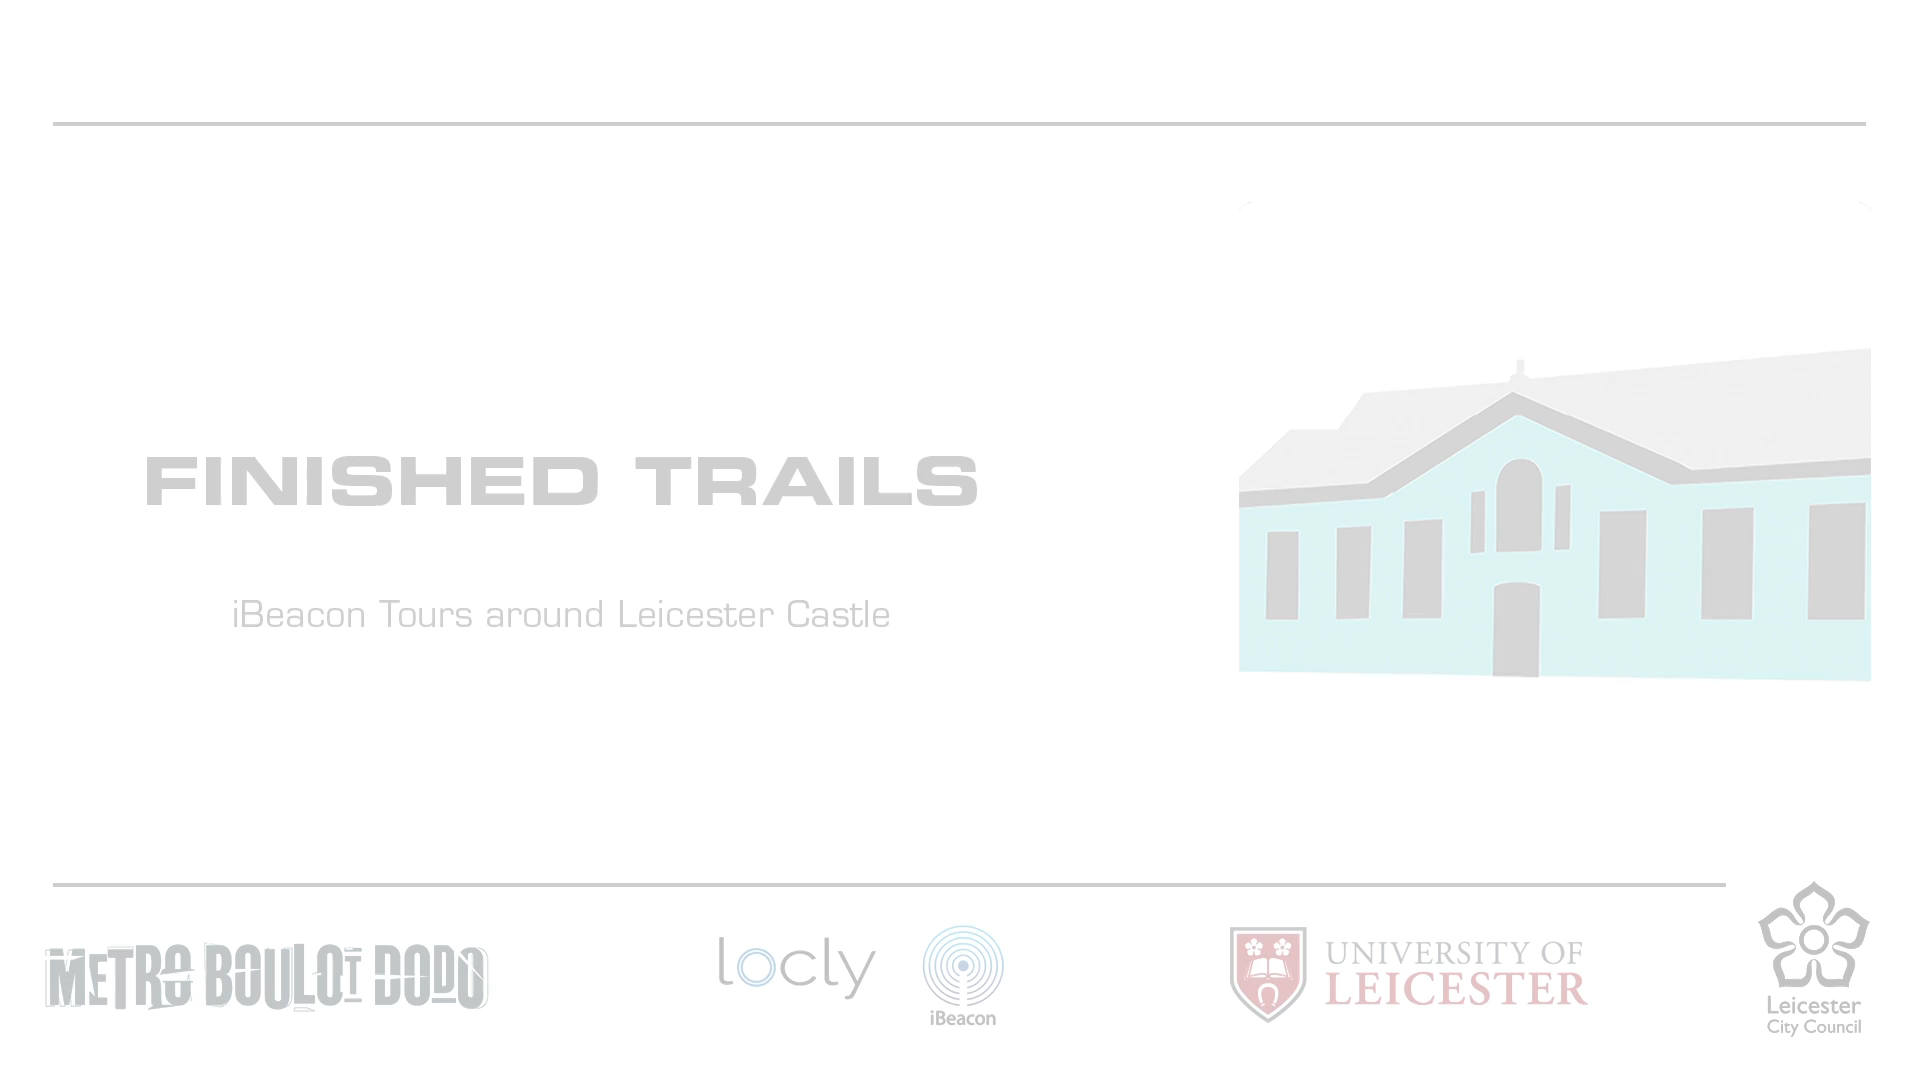 FINISHED TRAILS
iBeacon Tours around Leicester Castle
METRO BOULOT DODO
locly
iBeacon
UNIVERSITY OF
LEICESTER
Leicester
City Council